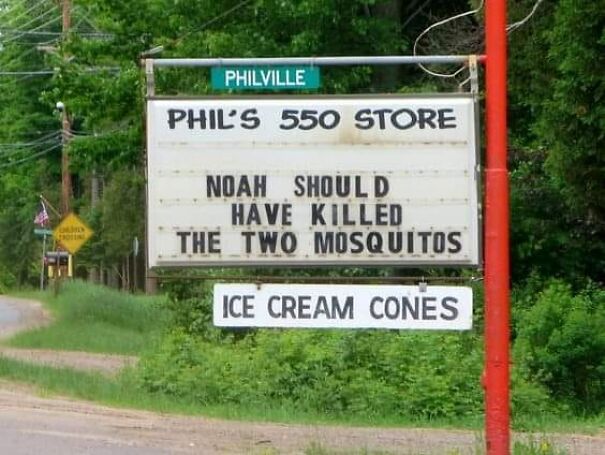 PHILVILLE
PHIL'S 550 STORE
NOAH SHOULD
HAVE KILLED
THE TWO MOSQUITOS
ICE CREAM CONES